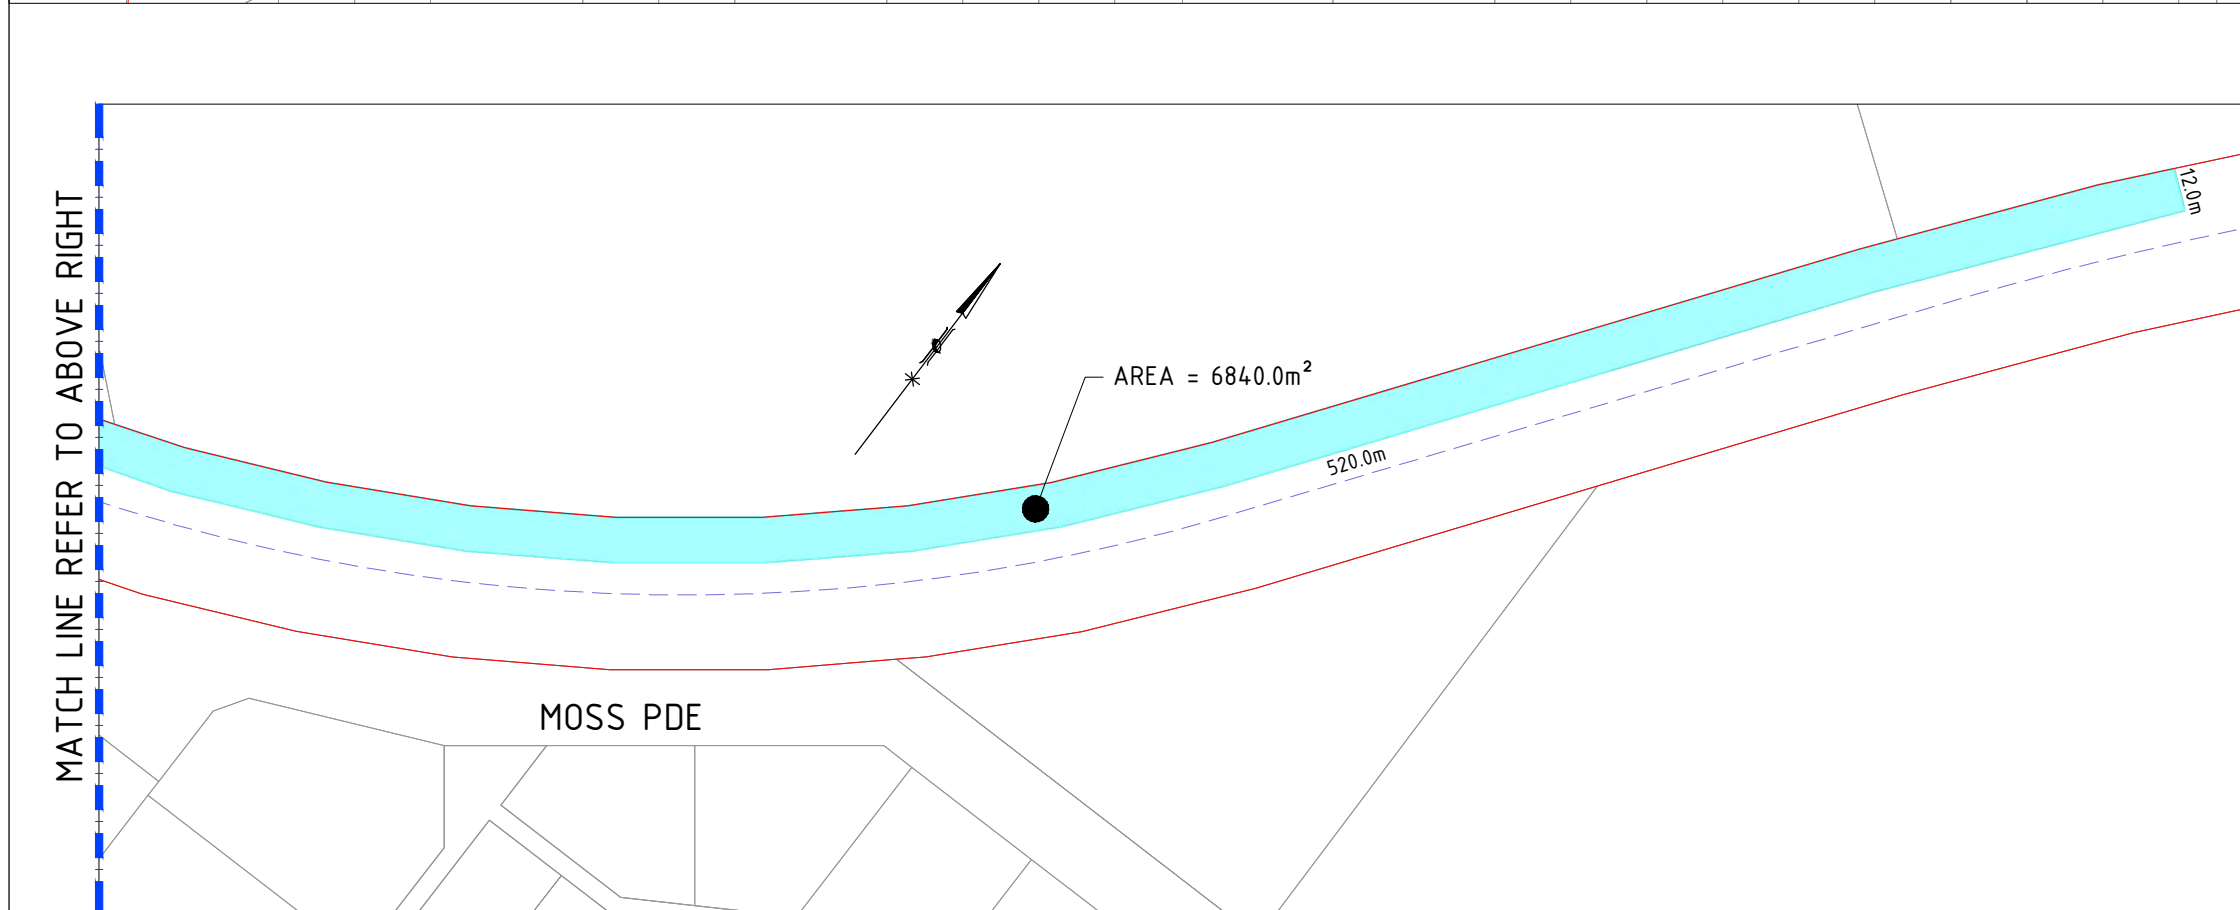 MATCH LINE REFER TO ABOVE RIGHT
12.0m
AREA = 6840.0m²
520.0m
MOSS PDE